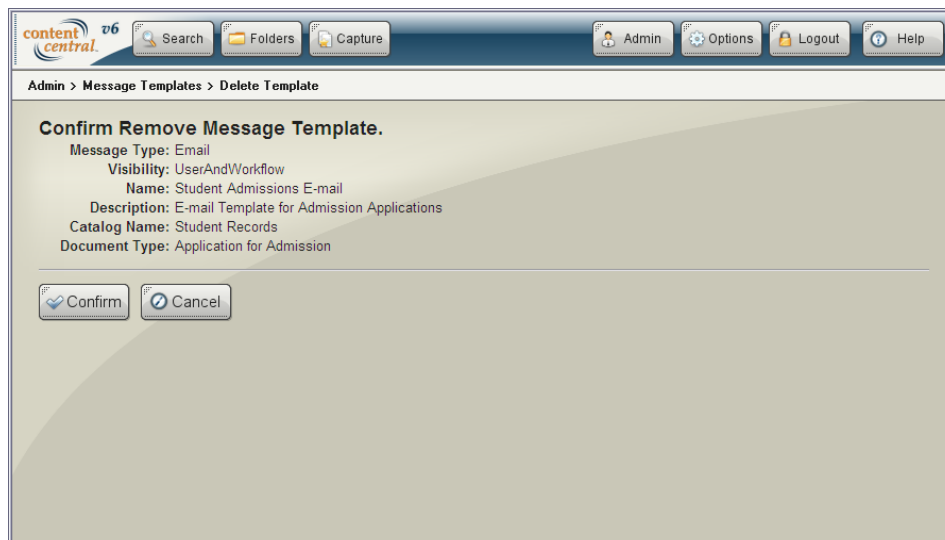 content central v6 Search Folders Capture Admin Options Logout Help
Admin > Message Templates > Delete Template
Confirm Remove Message Template.
Message Type: Email
Visibility: UserAndWorkflow
Name: Student Admissions E-mail
Description: E-mail Template for Admission Applications
Catalog Name: Student Records
Document Type: Application for Admission
Confirm Cancel